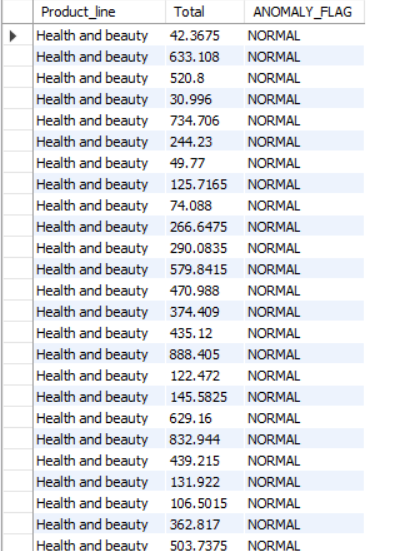 Product_line Total ANOMALY_FLAG
Health and beauty 42.3675 NORMAL
Health and beauty 633.108 NORMAL
Health and beauty 520.8 NORMAL
Health and beauty 30.996 NORMAL
Health and beauty 734.706 NORMAL
Health and beauty 244.23 NORMAL
Health and beauty 49.77 NORMAL
Health and beauty 125.7165 NORMAL
Health and beauty 74.088 NORMAL
Health and beauty 266.6475 NORMAL
Health and beauty 290.0835 NORMAL
Health and beauty 579.8415 NORMAL
Health and beauty 470.988 NORMAL
Health and beauty 374.409 NORMAL
Health and beauty 435.12 NORMAL
Health and beauty 888.405 NORMAL
Health and beauty 122.472 NORMAL
Health and beauty 145.5825 NORMAL
Health and beauty 629.16 NORMAL
Health and beauty 832.944 NORMAL
Health and beauty 439.215 NORMAL
Health and beauty 131.922 NORMAL
Health and beauty 106.5015 NORMAL
Health and beauty 362.817 NORMAL
Health and beauty 503.7375 NORMAL